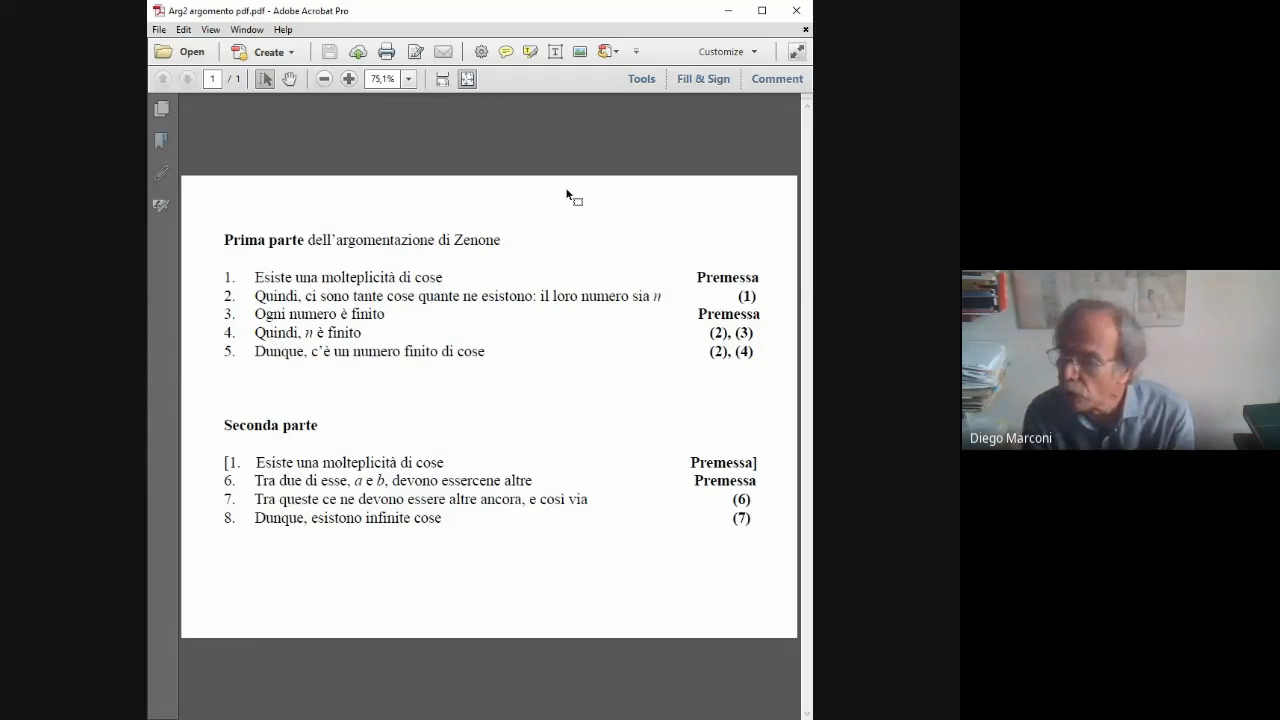 Arg2 argomento pdf.pdf - Adobe Acrobat Pro
File Edit View Window Help
Open Create Customize
1 / 1 75,1% Tools Fill & Sign Comment
Prima parte dell'argomentazione di Zenone
1. Esiste una molteplicità di cose Premessa
2. Quindi, ci sono tante cose quante ne esistono: il loro numero sia n (1)
3. Ogni numero è finito Premessa
4. Quindi, n è finito (2), (3)
5. Dunque, c'è un numero finito di cose (2), (4)
Seconda parte
[1. Esiste una molteplicità di cose Premessa]
6. Tra due di esse, a e b, devono essercene altre Premessa
7. Tra queste ce ne devono essere altre ancora, e così via (6)
8. Dunque, esistono infinite cose (7)
Diego Marconi